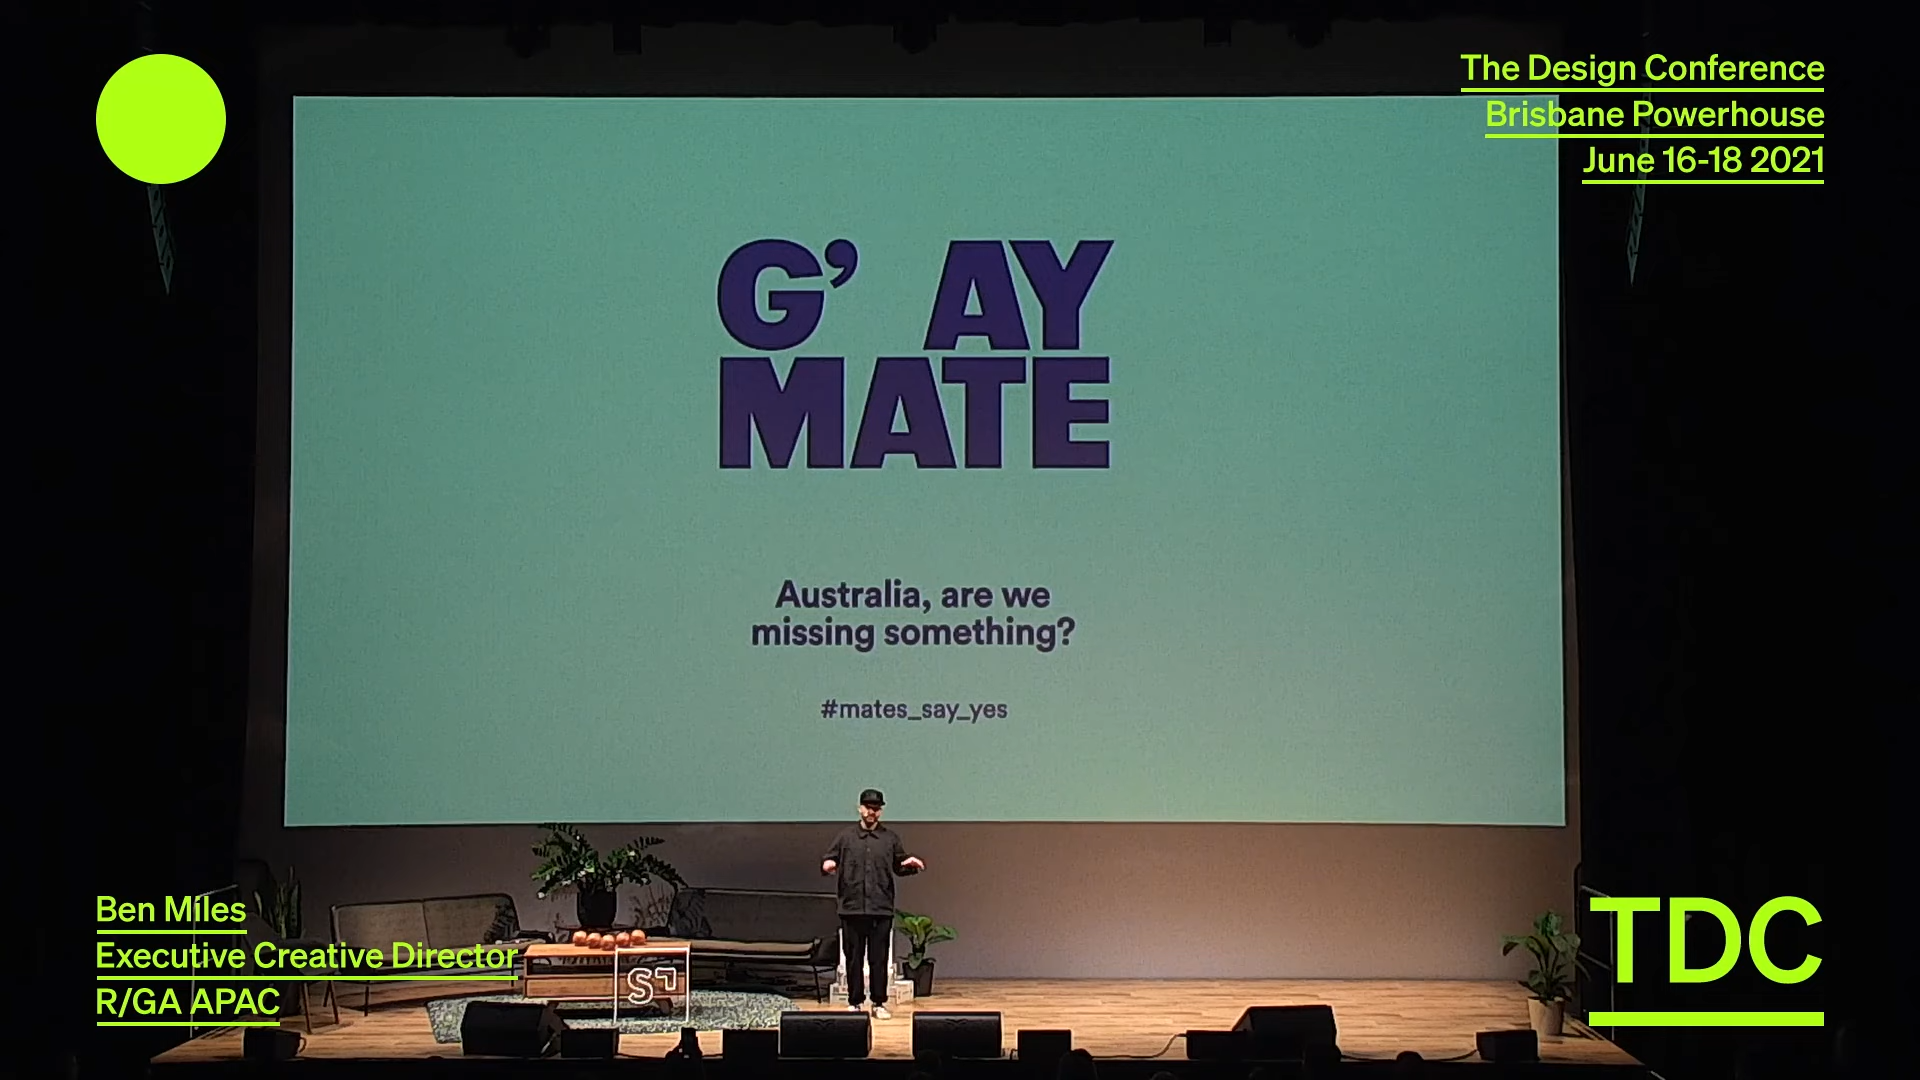 The Design Conference
Brisbane Powerhouse
June 16-18 2021
G' AY
MATE
Australia, are we
missing something?
#mates_say_yes
Ben Miles
Executive Creative Director
R/GA APAC
TDC